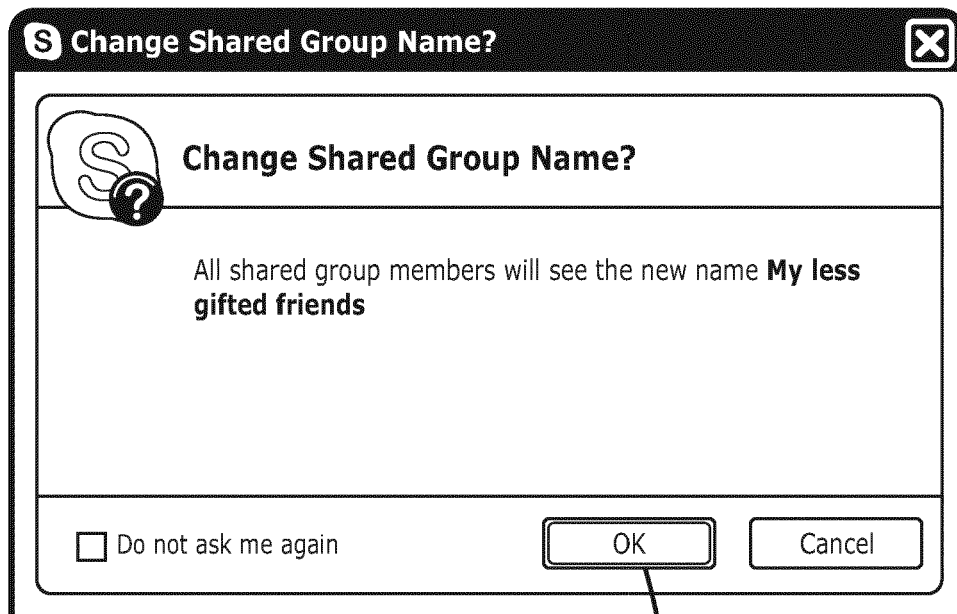 S Change Shared Group Name?
S ? Change Shared Group Name?
All shared group members will see the new name My less
gifted friends
Do not ask me again OK Cancel